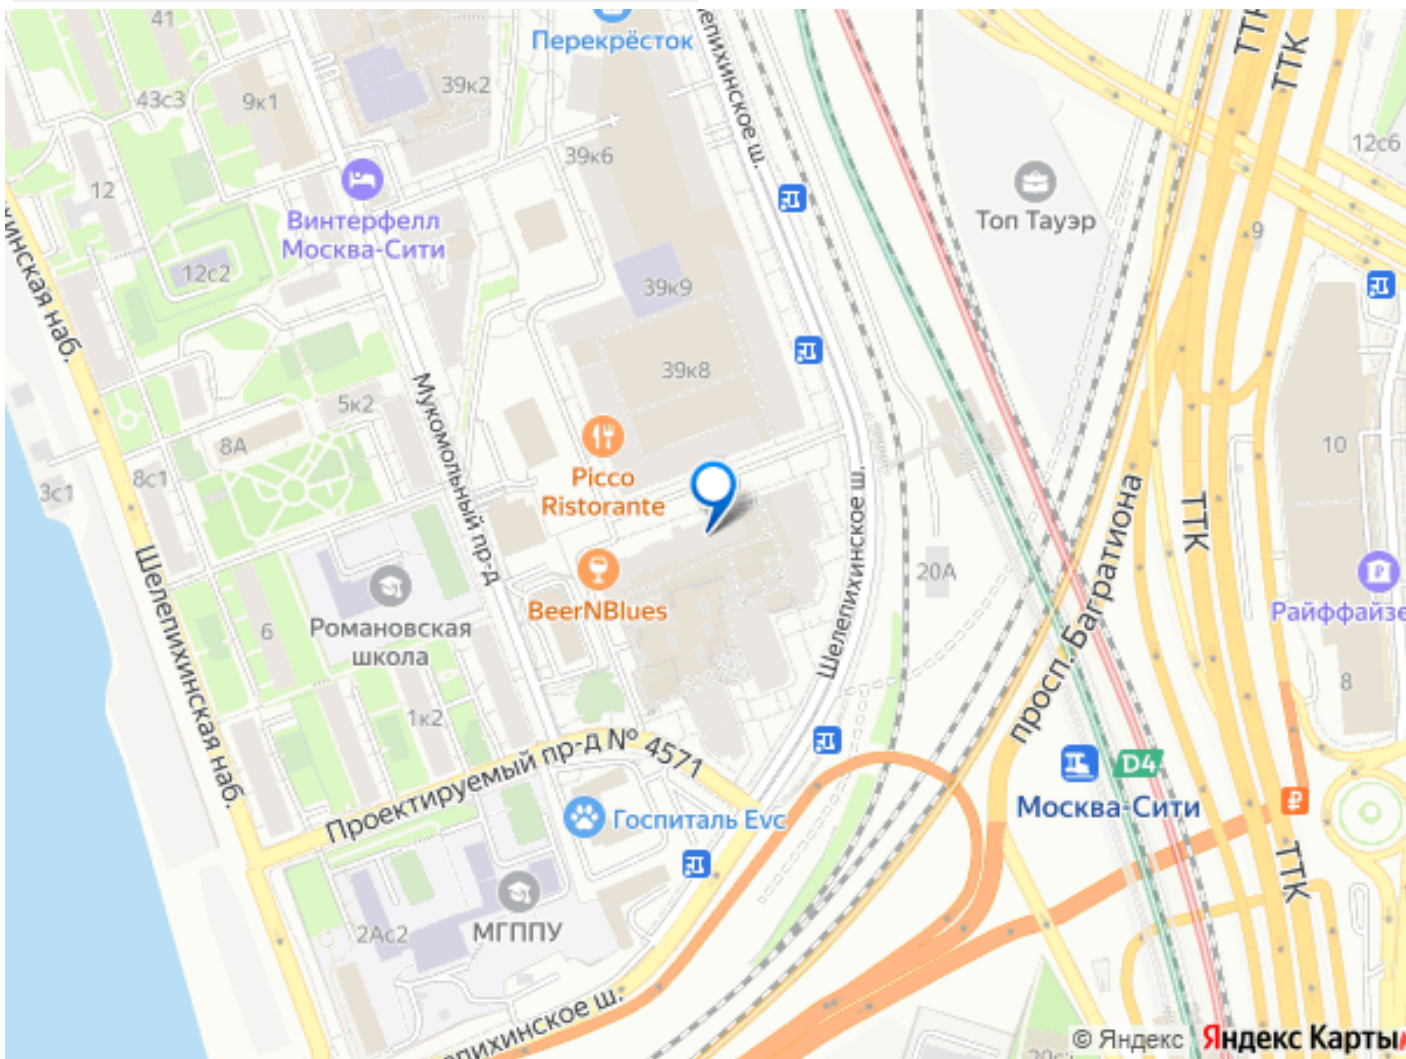 41
Перекрёсток
Шелепихинское ш.
ТТК
ТТК
43с3
9к1
39к2
39к6
12с6
12
Винтерфелл
Москва-Сити
Топ Тауэр
9
12с2
39к9
39к8
Мукомольный пр-д
5к2
8А
8с1
3с1
Picco
Ristorante
10
Шелепихинское ш.
просп. Багратиона
ТТК
20А
BeerNBlues
Романовская
школа
6
Райффайзе
8
Шелепихинская наб.
1к2
Проектируемый пр-д № 4571
D4
Москва-Сити
Госпиталь Evc
ТТК
2Ас2
МГППУ
© Яндекс Яндекс Карты